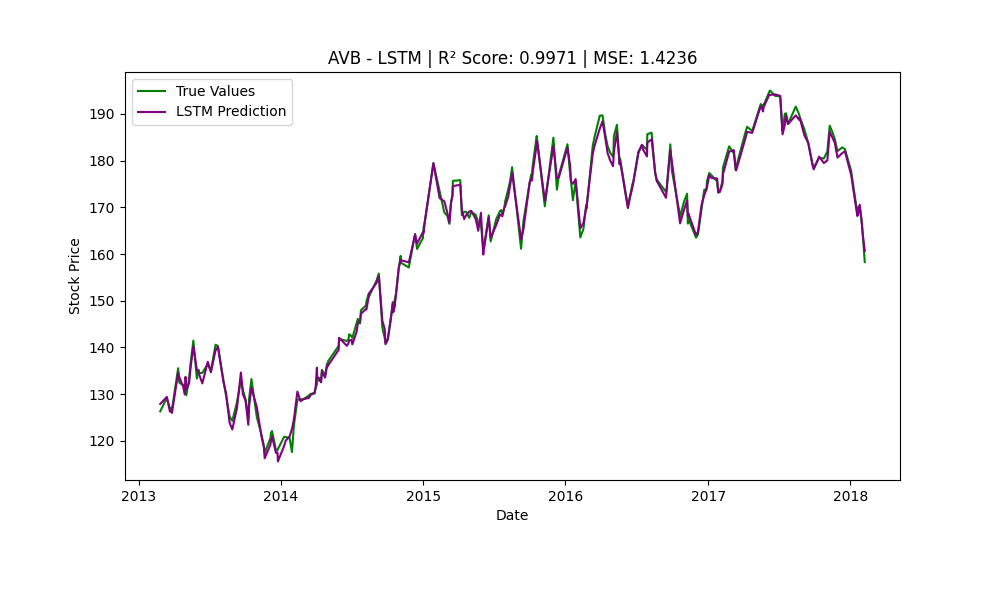 AVB - LSTM | R² Score: 0.9971 | MSE: 1.4236
True Values
LSTM Prediction
Stock Price
190
180
170
160
150
140
130
120
2013
2014
2015
2016
2017
2018
Date